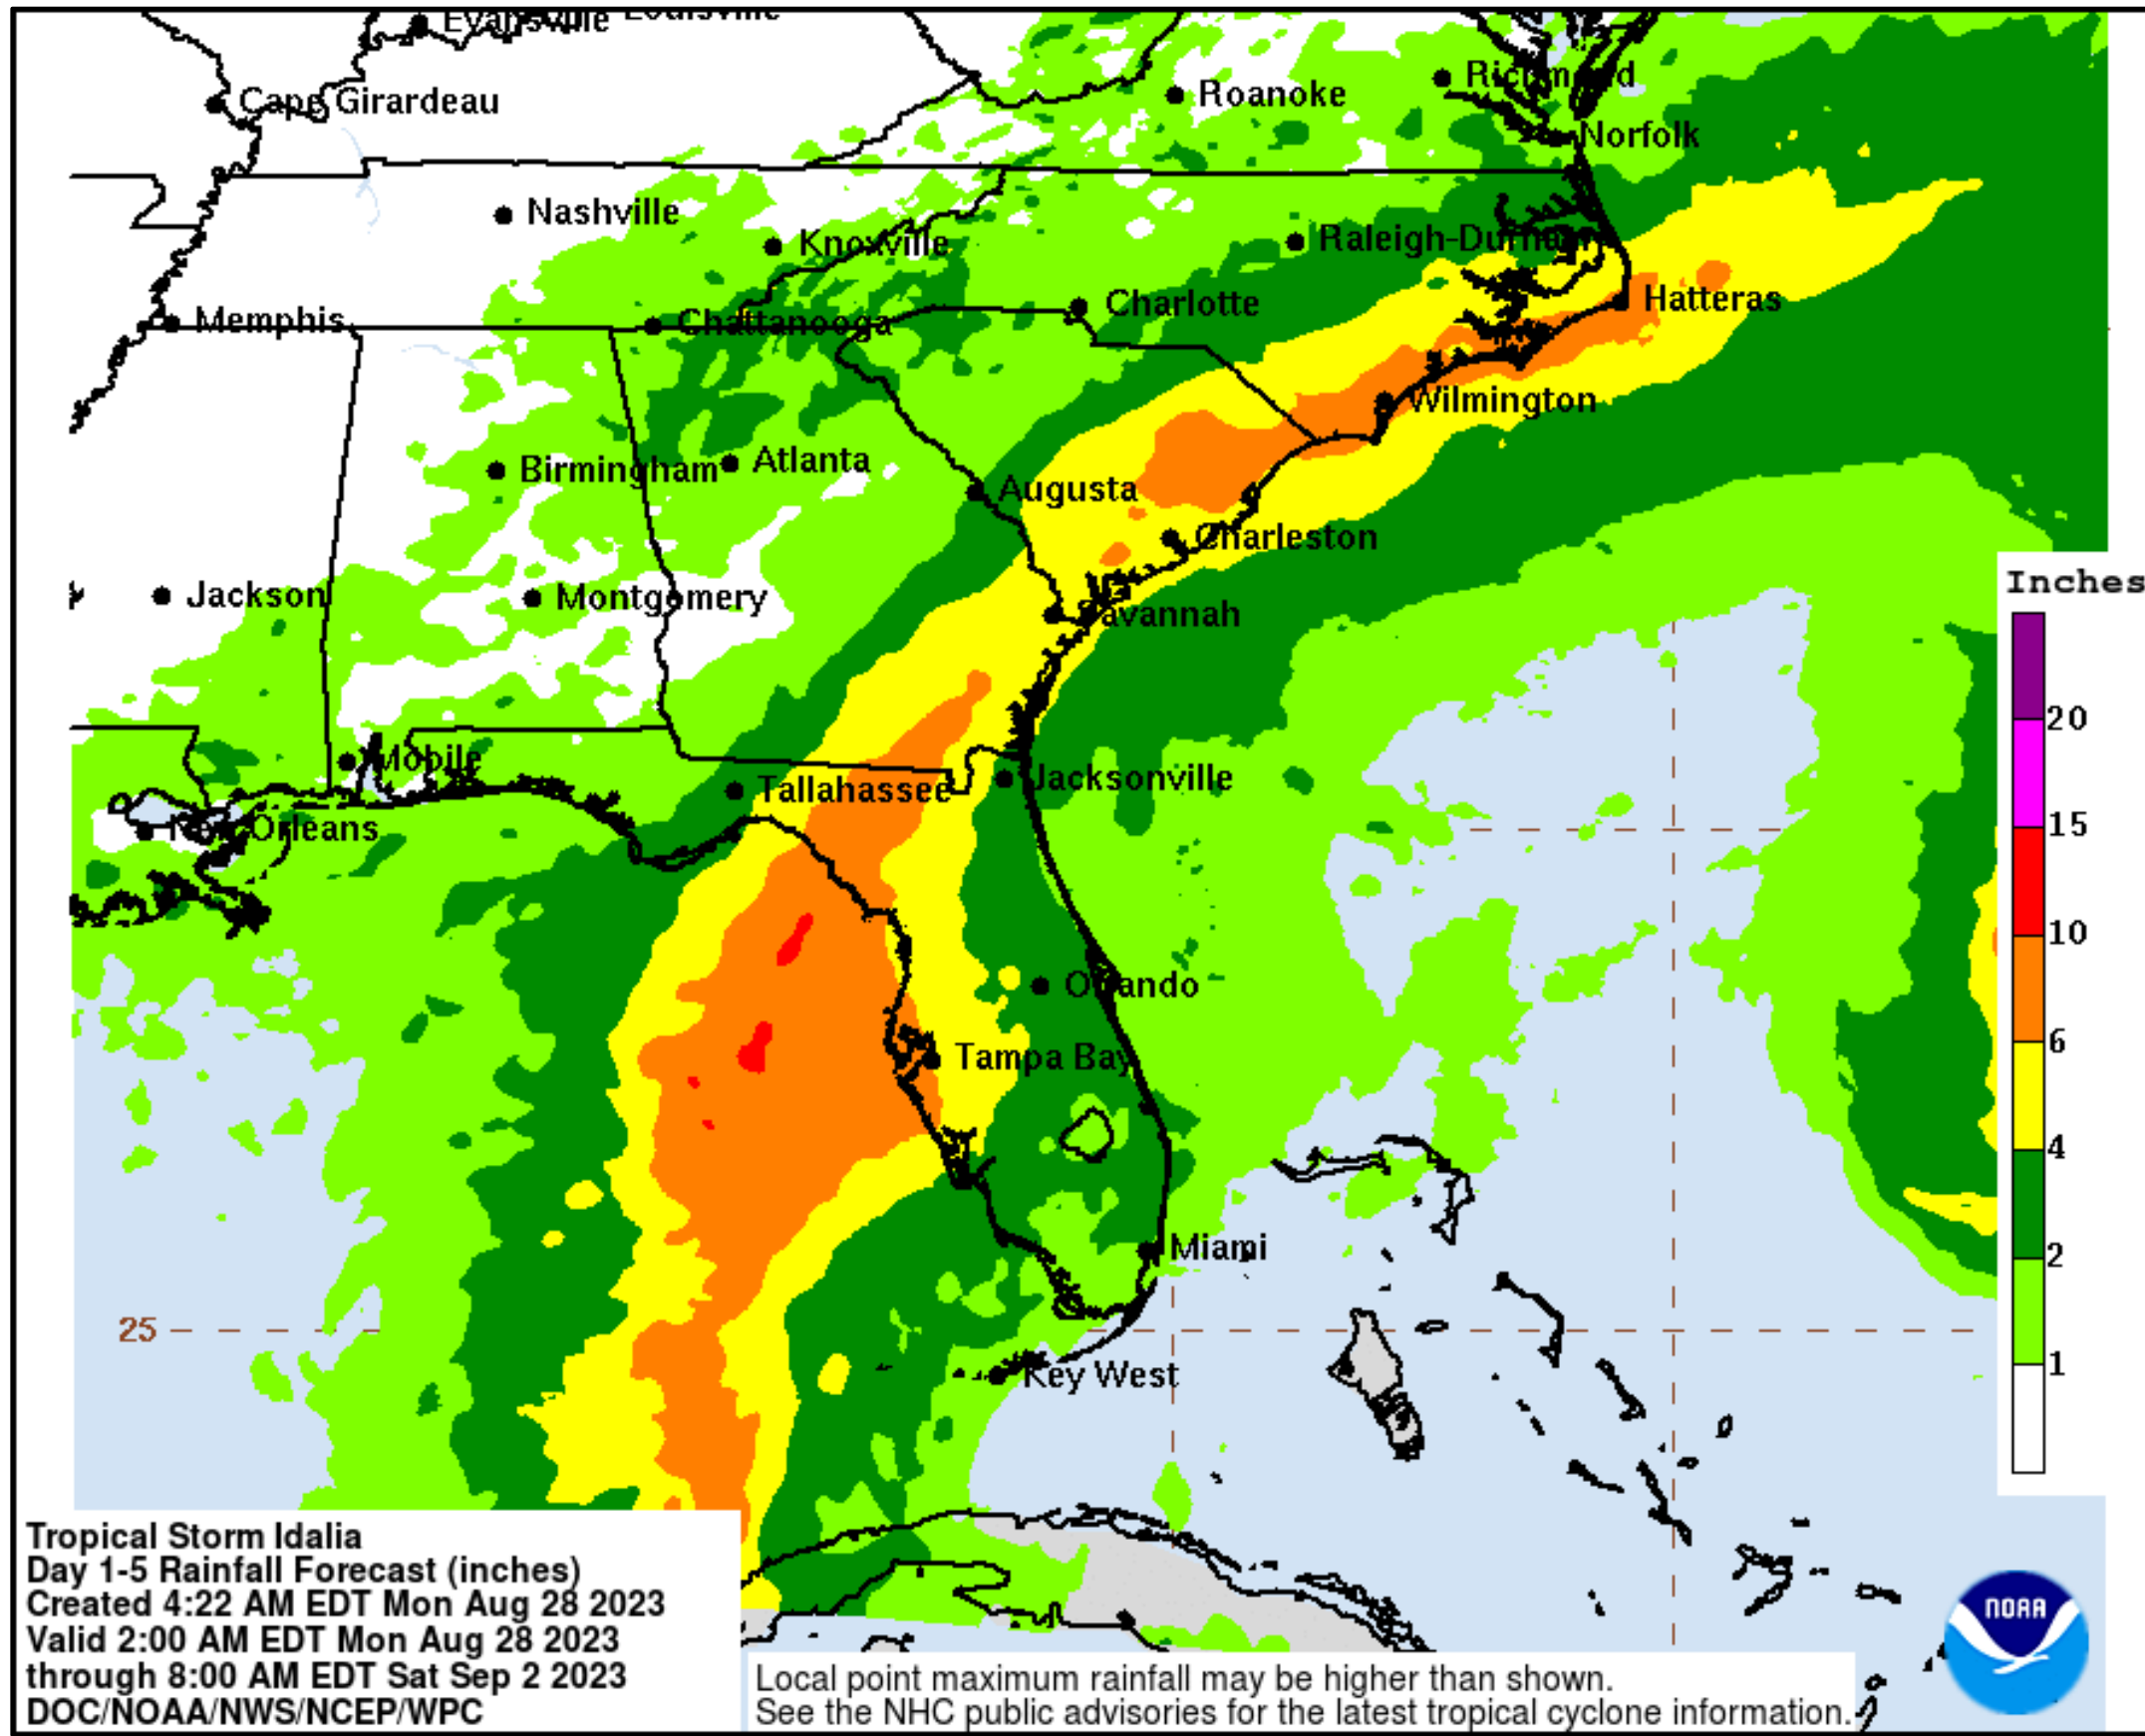 Evansville
Louisville
Cape Girardeau
Roanoke
Richmond
Norfolk
Nashville
Knoxville
Raleigh-Durham
Memphis
Chattanooga
Charlotte
Hatteras
Wilmington
Birmingham
Atlanta
Augusta
Charleston
Jackson
Montgomery
Savannah
Mobile
Tallahassee
Jacksonville
New Orleans
Orlando
Tampa Bay
Miami
25
Key West
Inches
20
15
10
6
4
2
1
Tropical Storm Idalia
Day 1-5 Rainfall Forecast (inches)
Created 4:22 AM EDT Mon Aug 28 2023
Valid 2:00 AM EDT Mon Aug 28 2023
through 8:00 AM EDT Sat Sep 2 2023
DOC/NOAA/NWS/NCEP/WPC
Local point maximum rainfall may be higher than shown.
See the NHC public advisories for the latest tropical cyclone information.
NOAA